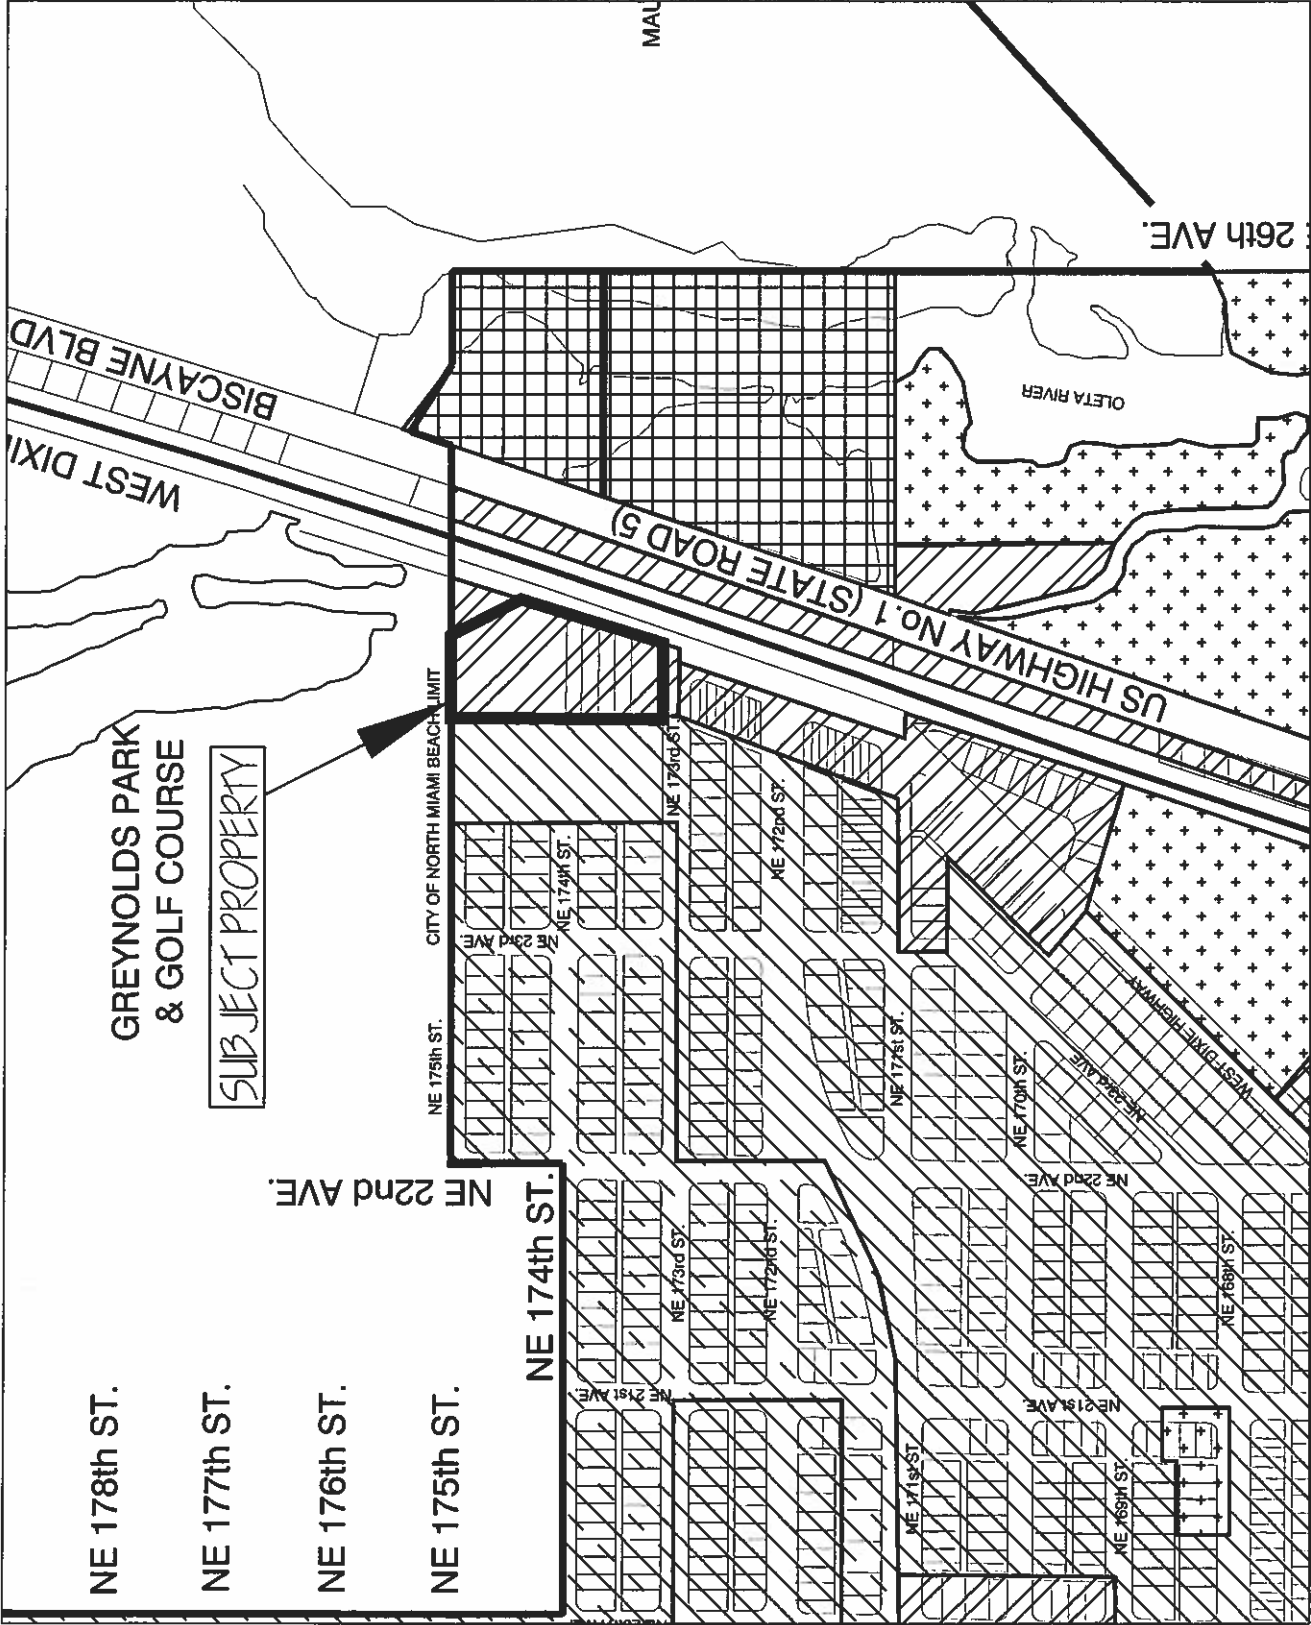 MAU
26th AVE.
BISCAYNE BLVD
WEST DIXI
OLETA RIVER
US HIGHWAY No.1 (STATE ROAD 5)
GREYNOLDS PARK
& GOLF COURSE
SUBJECT PROPERTY
CITY OF NORTH MIAMI BEACH LIMIT
NE 173rd ST.
NE 172nd ST.
NE 174th ST.
NE 23rd AVE.
NE 175th ST.
NE 171st ST.
NE 170th ST.
NE 23rd AVE
WEST DIXIE HIGHWAY
NE 22nd AVE.
NE 22nd AVE.
NE 174th ST.
NE 173rd ST.
NE 172nd ST.
NE 168th ST.
NE 21st AVE.
NE 21st AVE.
NE 171st ST
NE 169th ST.
NE 178th ST.
NE 177th ST.
NE 176th ST.
NE 175th ST.